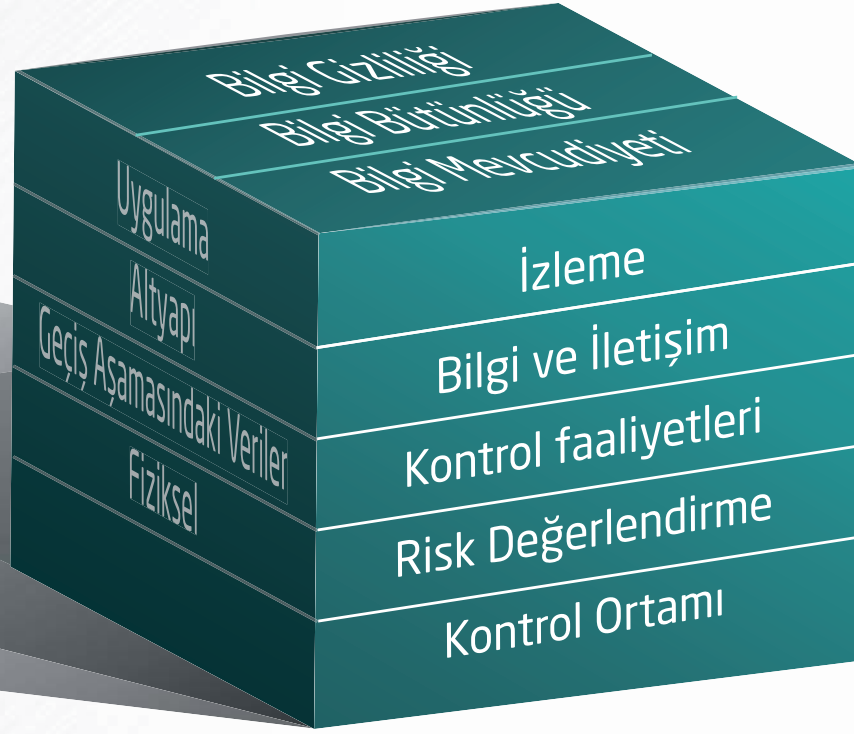 Bilgi Gizliliği
Bilgi Bütünlüğü
Bilgi Mevcudiyeti
Uygulama
Altyapı
Geçiş Aşamasındaki Veriler
Fiziksel
İzleme
Bilgi ve İletişim
Kontrol faaliyetleri
Risk Değerlendirme
Kontrol Ortamı